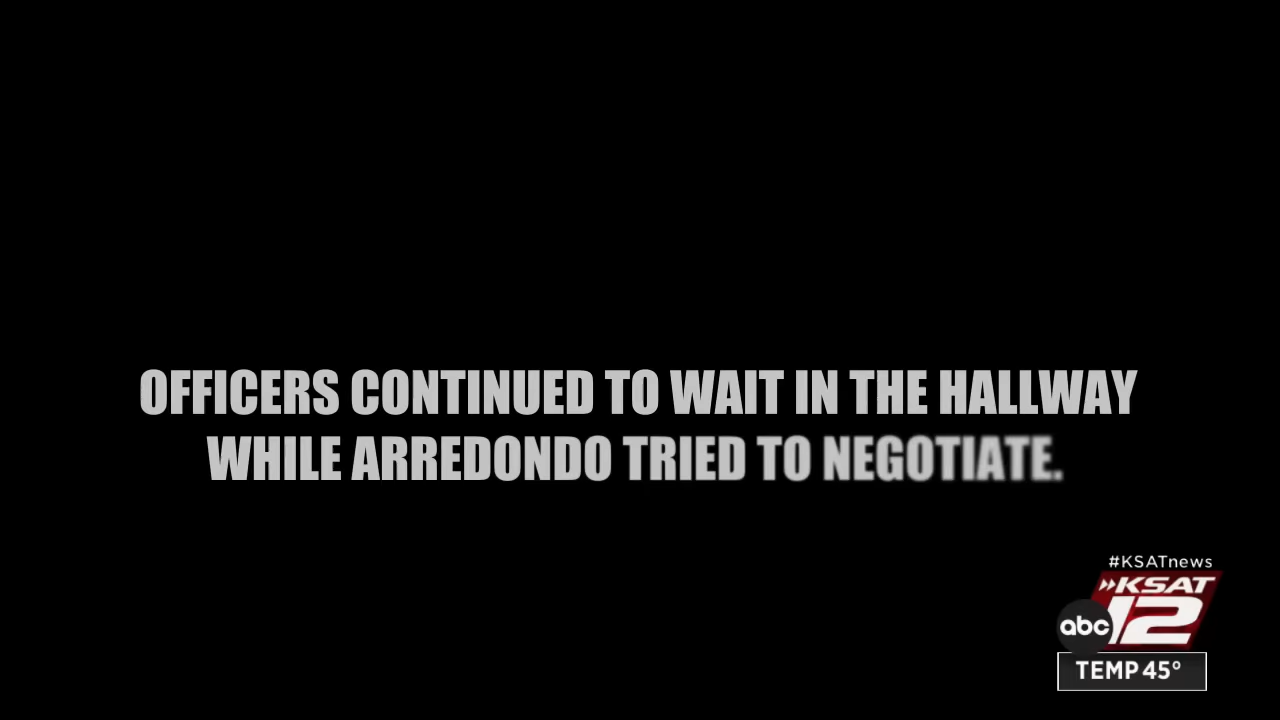 OFFICERS CONTINUED TO WAIT IN THE HALLWAY
WHILE ARREDONDO TRIED TO NEGOTIATE.
#KSATnews
KSAT
abc 12
TEMP 45°